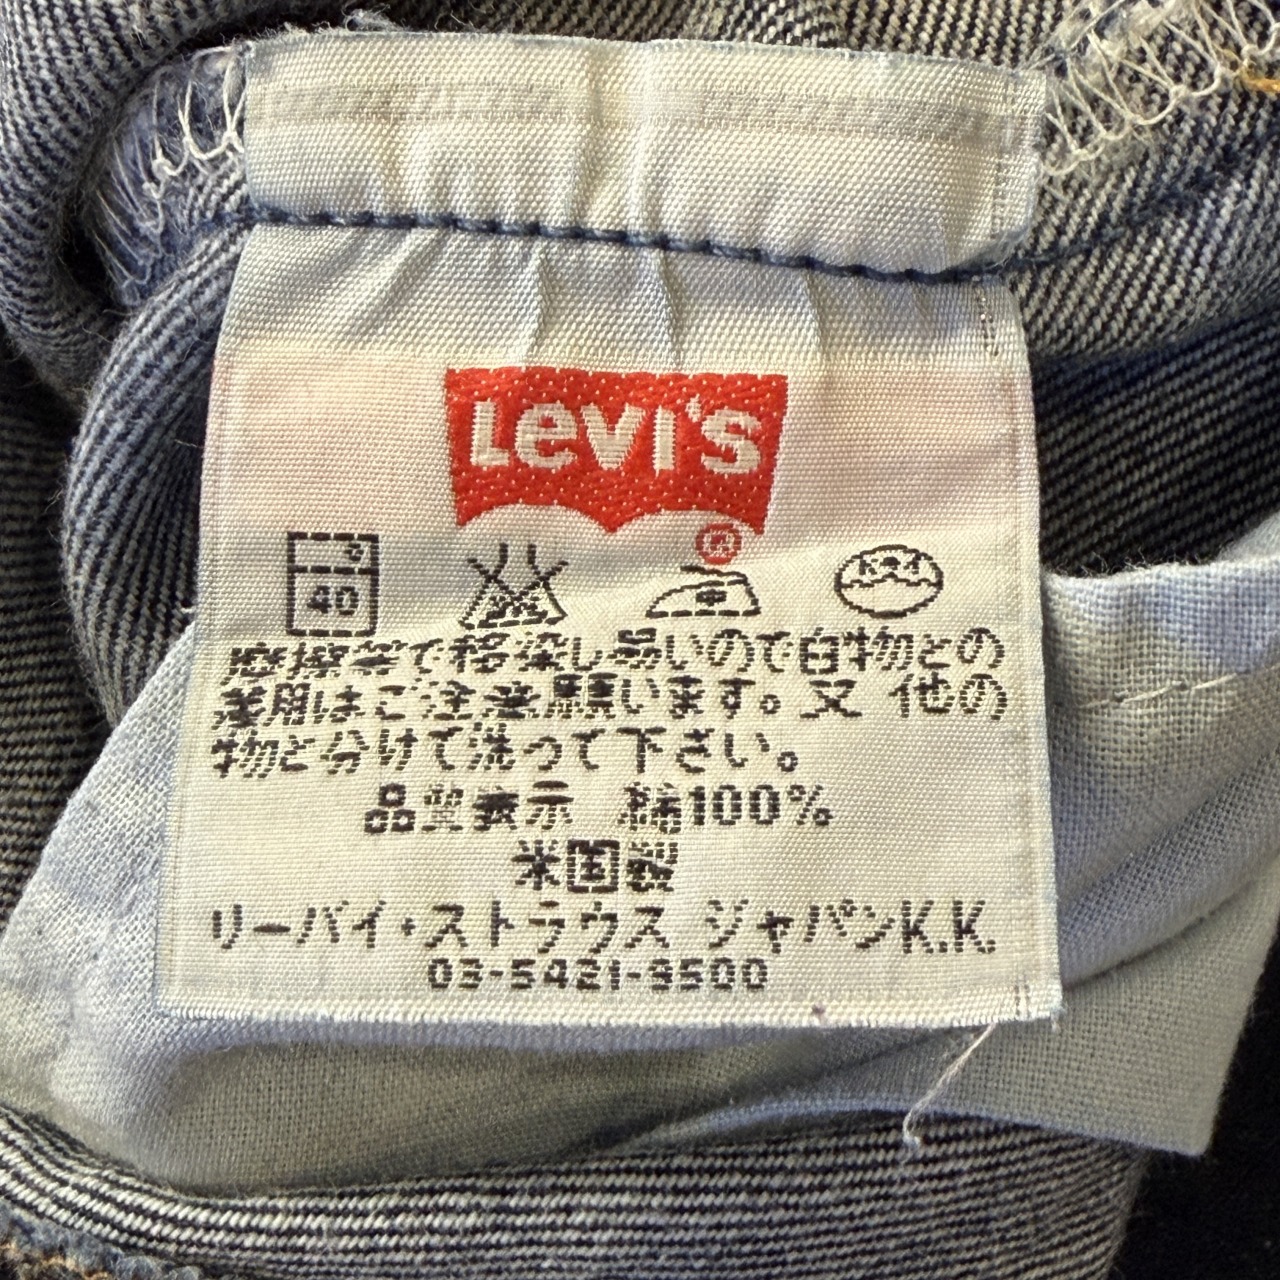 Levi's
®
40
ドライ
摩擦等で移染し易いので白物との
着用はご注意願います。又 他の
物と分けて洗って下さい。
品質表示 綿100%
米国製
リーバイ・ストラウス ジャパンK.K.
03-5421-9500